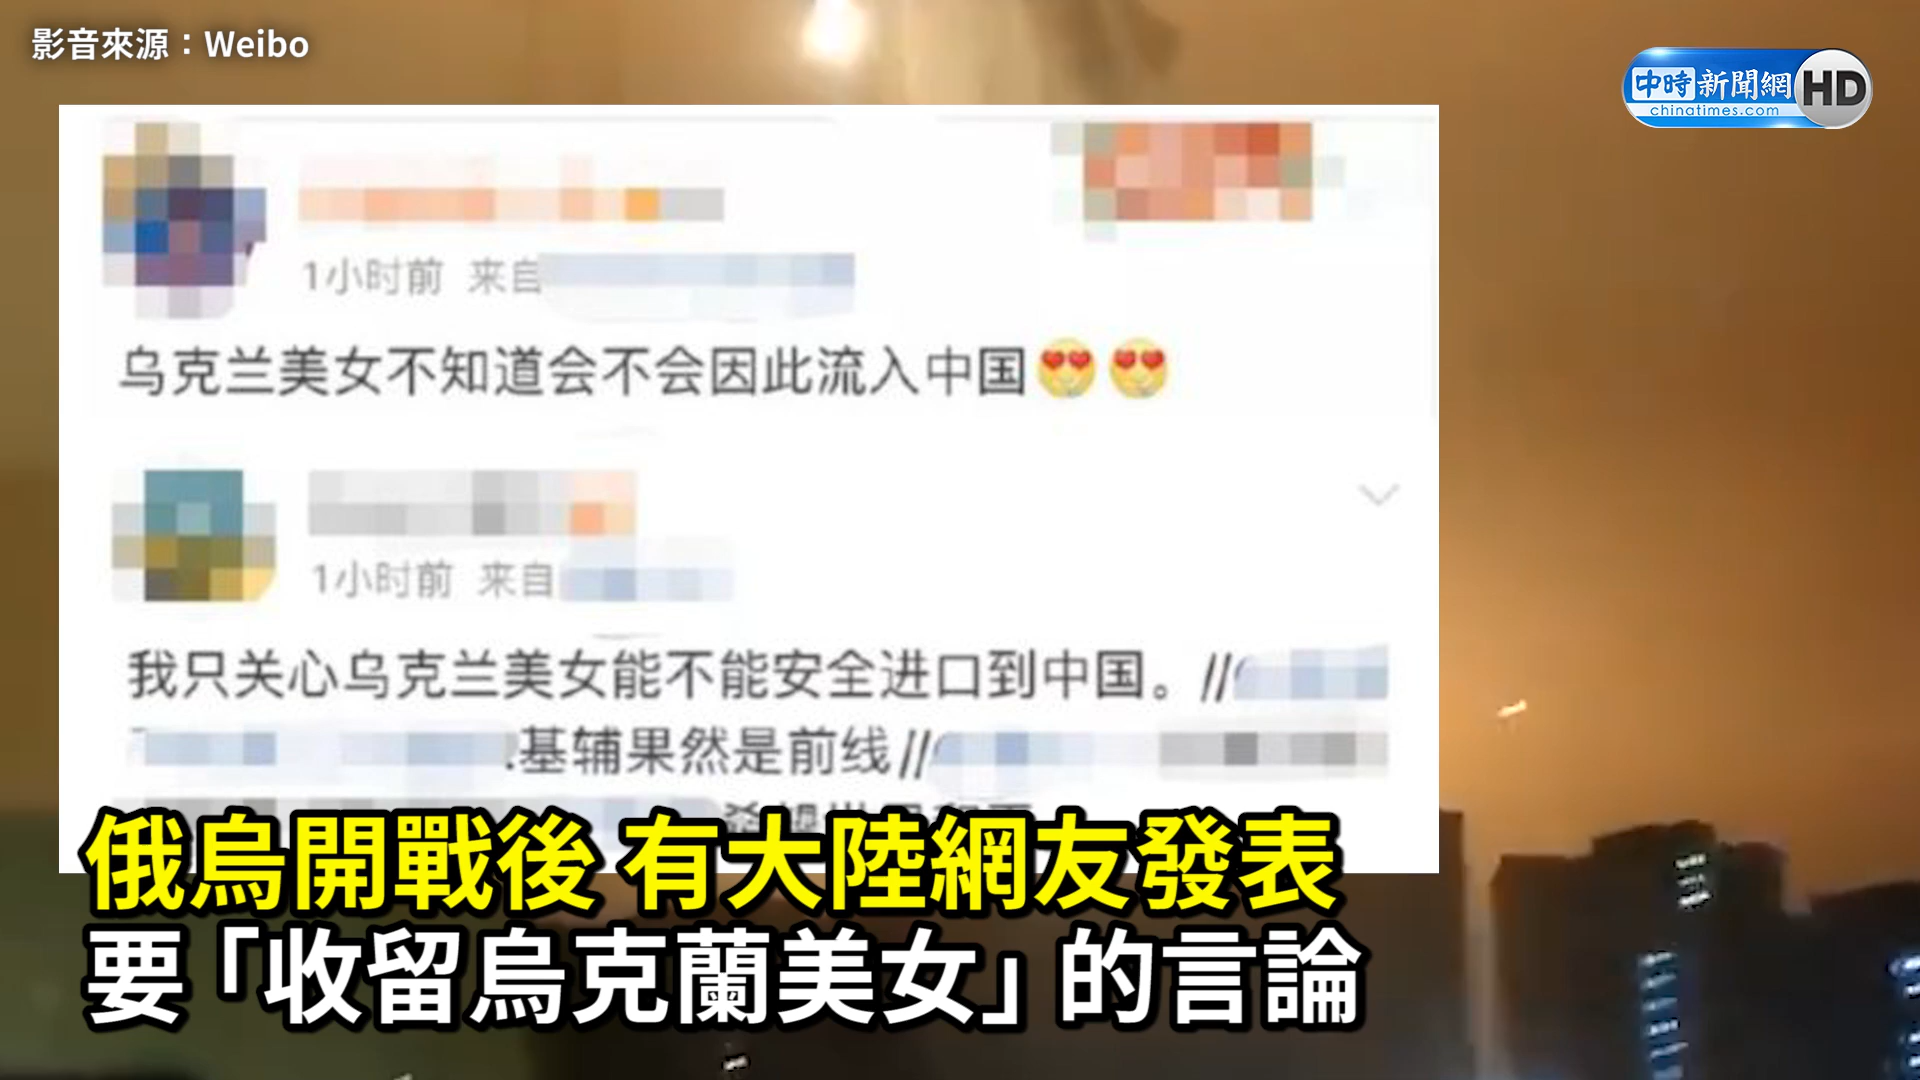 影音來源：Weibo
中時新聞網 HD
chinatimes.com
1小时前 来自
乌克兰美女不知道会不会因此流入中国😍😍
1小时前 来自
我只关心乌克兰美女能不能安全进口到中国。//
.基辅果然是前线//
俄烏開戰後 有大陸網友發表
要「收留烏克蘭美女」的言論